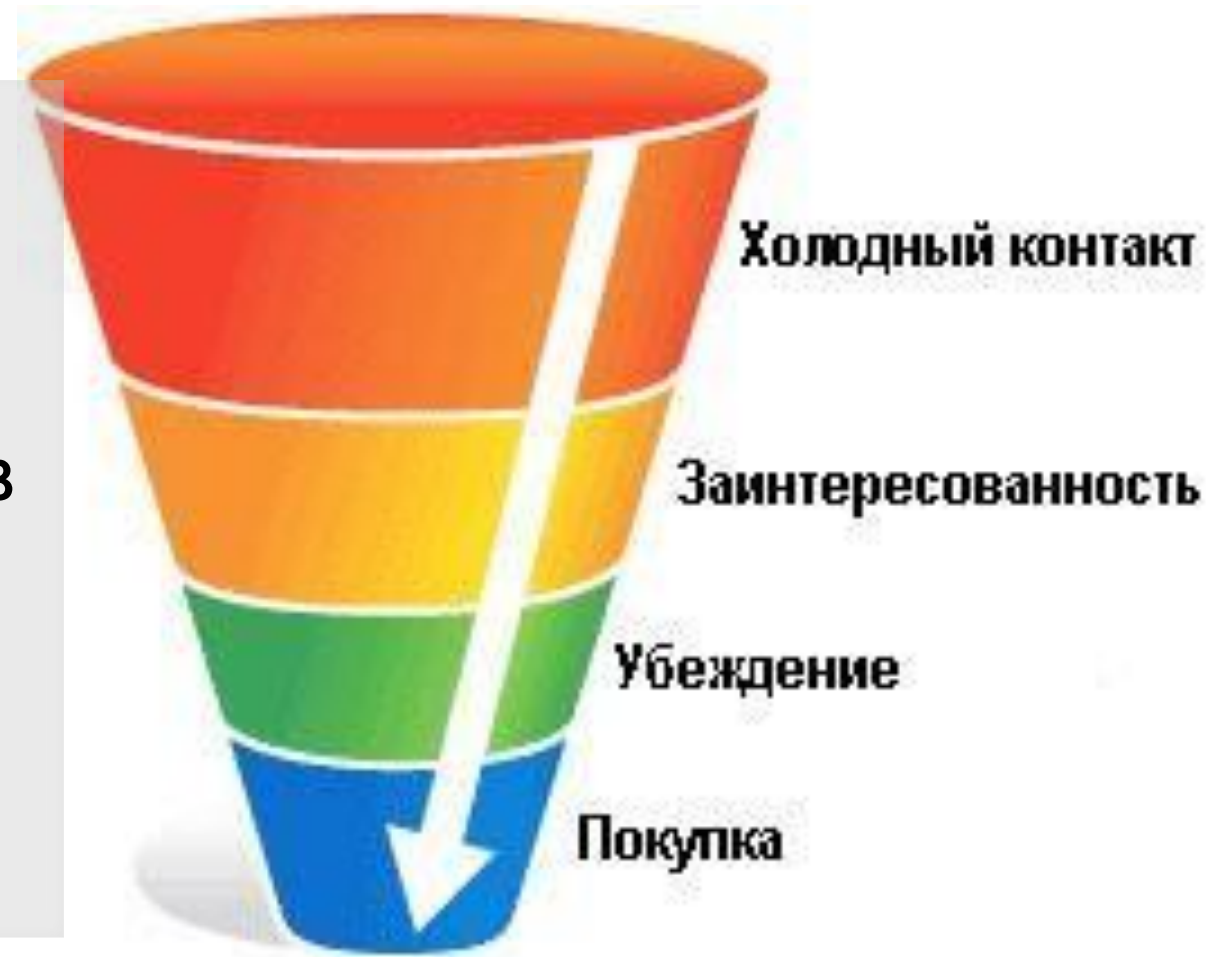 Холодный контакт
в
Заинтересованность
Убеждение
Покупка